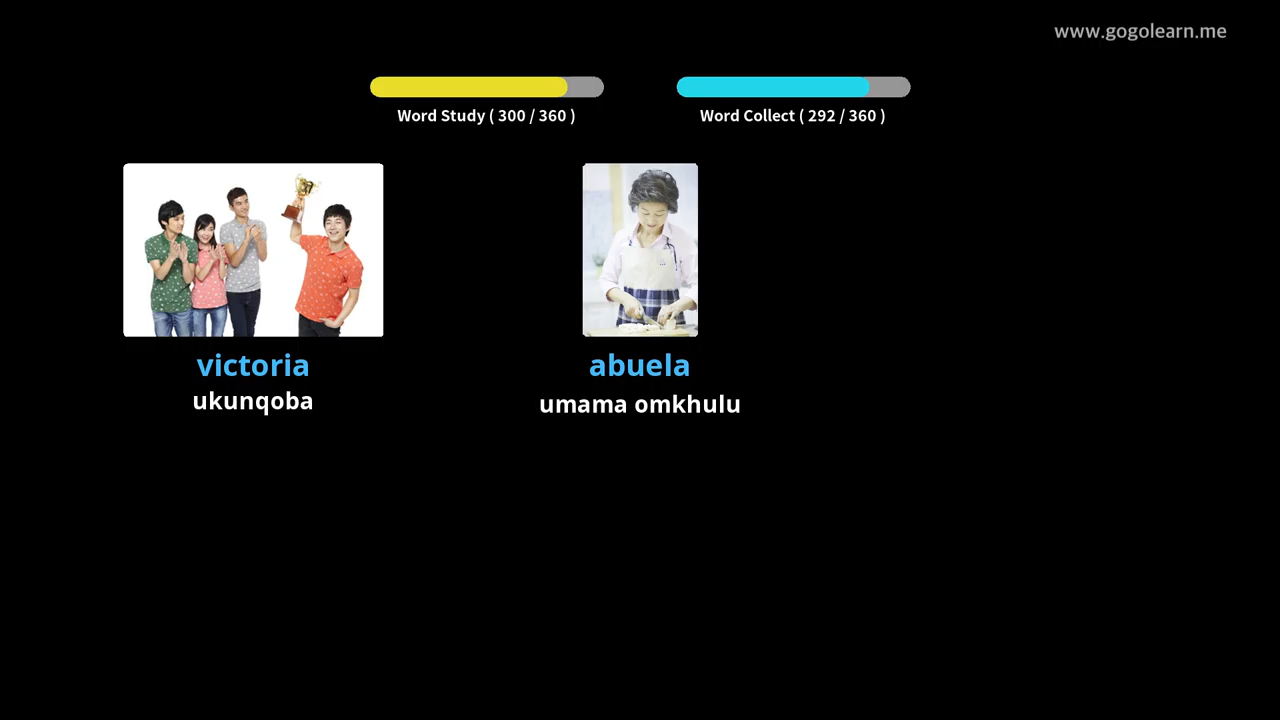 www.gogolearn.me
Word Study ( 300 / 360 )
Word Collect ( 292 / 360 )
victoria
ukunqoba
abuela
umama omkhulu